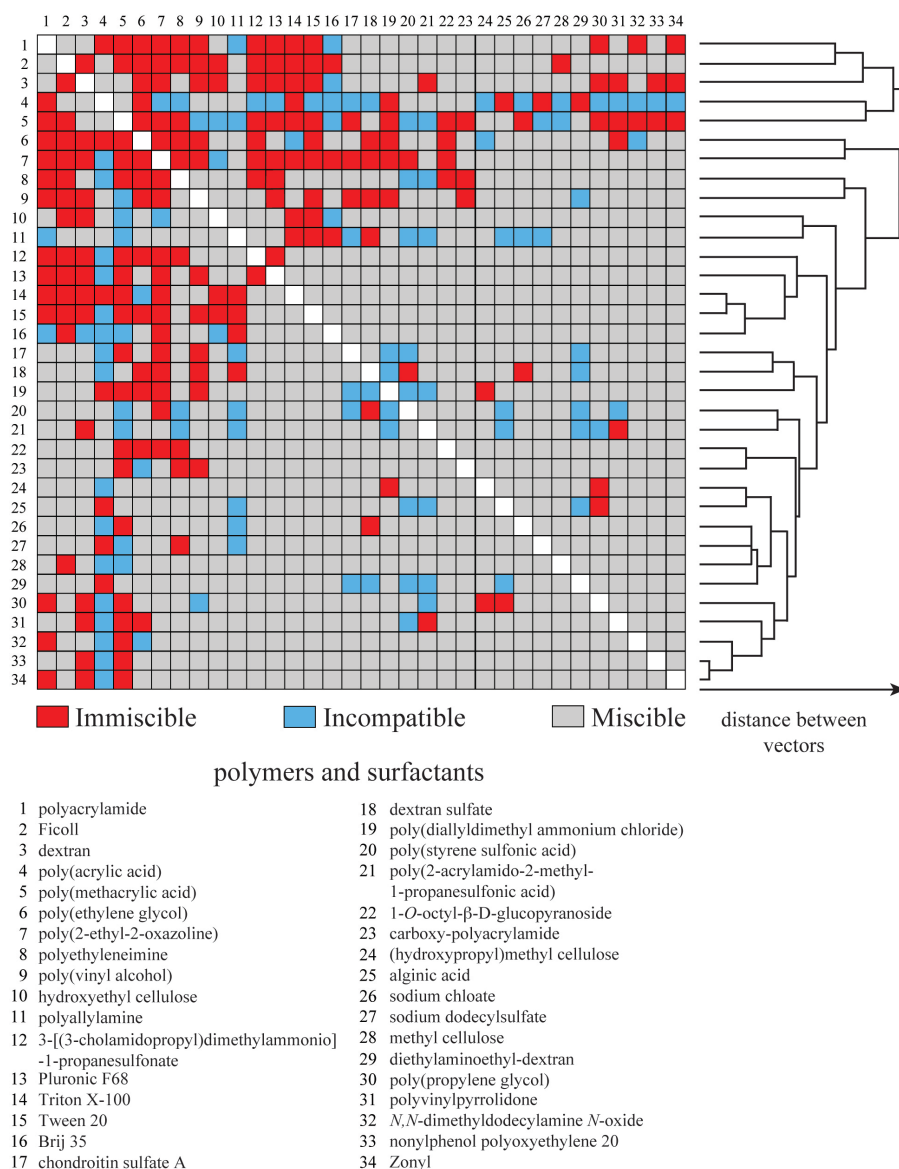 1 2 3 4 5 6 7 8 9 10 11 12 13 14 15 16 17 18 19 20 21 22 23 24 25 26 27 28 29 30 31 32 33 34
1
2
3
4
5
6
7
8
9
10
11
12
13
14
15
16
17
18
19
20
21
22
23
24
25
26
27
28
29
30
31
32
33
34
Immiscible Incompatible Miscible
distance between
vectors
polymers and surfactants
1 polyacrylamide
2 Ficoll
3 dextran
4 poly(acrylic acid)
5 poly(methacrylic acid)
6 poly(ethylene glycol)
7 poly(2-ethyl-2-oxazoline)
8 polyethyleneimine
9 poly(vinyl alcohol)
10 hydroxyethyl cellulose
11 polyallylamine
12 3-[(3-cholamidopropyl)dimethylammonio]
-1-propanesulfonate
13 Pluronic F68
14 Triton X-100
15 Tween 20
16 Brij 35
17 chondroitin sulfate A
18 dextran sulfate
19 poly(diallyldimethyl ammonium chloride)
20 poly(styrene sulfonic acid)
21 poly(2-acrylamido-2-methyl-
1-propanesulfonic acid)
22 1-O-octyl-β-D-glucopyranoside
23 carboxy-polyacrylamide
24 (hydroxypropyl)methyl cellulose
25 alginic acid
26 sodium chloate
27 sodium dodecylsulfate
28 methyl cellulose
29 diethylaminoethyl-dextran
30 poly(propylene glycol)
31 polyvinylpyrrolidone
32 N,N-dimethyldodecylamine N-oxide
33 nonylphenol polyoxyethylene 20
34 Zonyl